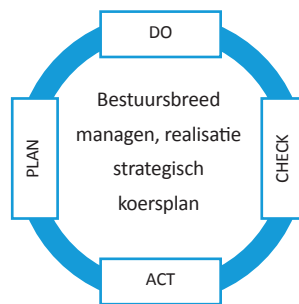 DO
Bestuursbreed
managen, realisatie
strategisch
koersplan
PLAN
CHECK
ACT